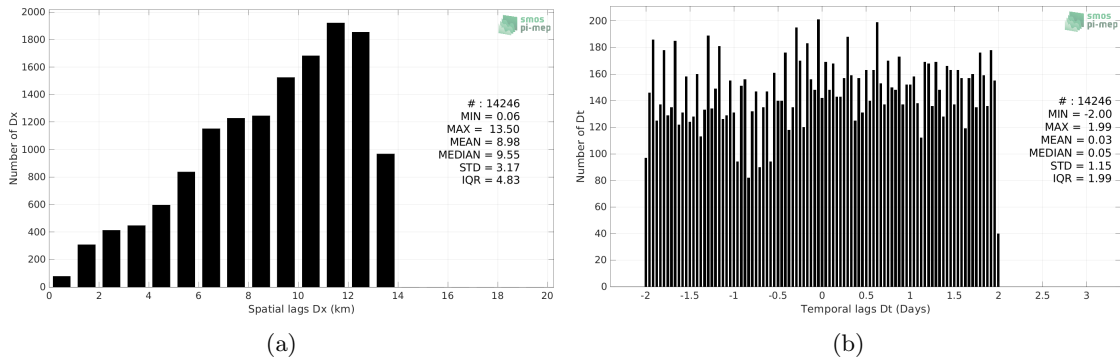 2000
1800
1600
1400
1200
1000
800
600
400
200
0
0 2 4 6 8 10 12 14 16 18 20
Number of Dx
Spatial lags Dx (km)
smos
pi-mep
# : 14246
MIN = 0.06
MAX = 13.50
MEAN = 8.98
MEDIAN = 9.55
STD = 3.17
IQR = 4.83
(a)
200
180
160
140
120
100
80
60
40
20
0
-2 -1.5 -1 -0.5 0 0.5 1 1.5 2 2.5 3
Number of Dt
Temporal lags Dt (Days)
smos
pi-mep
# : 14246
MIN = -2.00
MAX = 1.99
MEAN = 0.03
MEDIAN = 0.05
STD = 1.15
IQR = 1.99
(b)